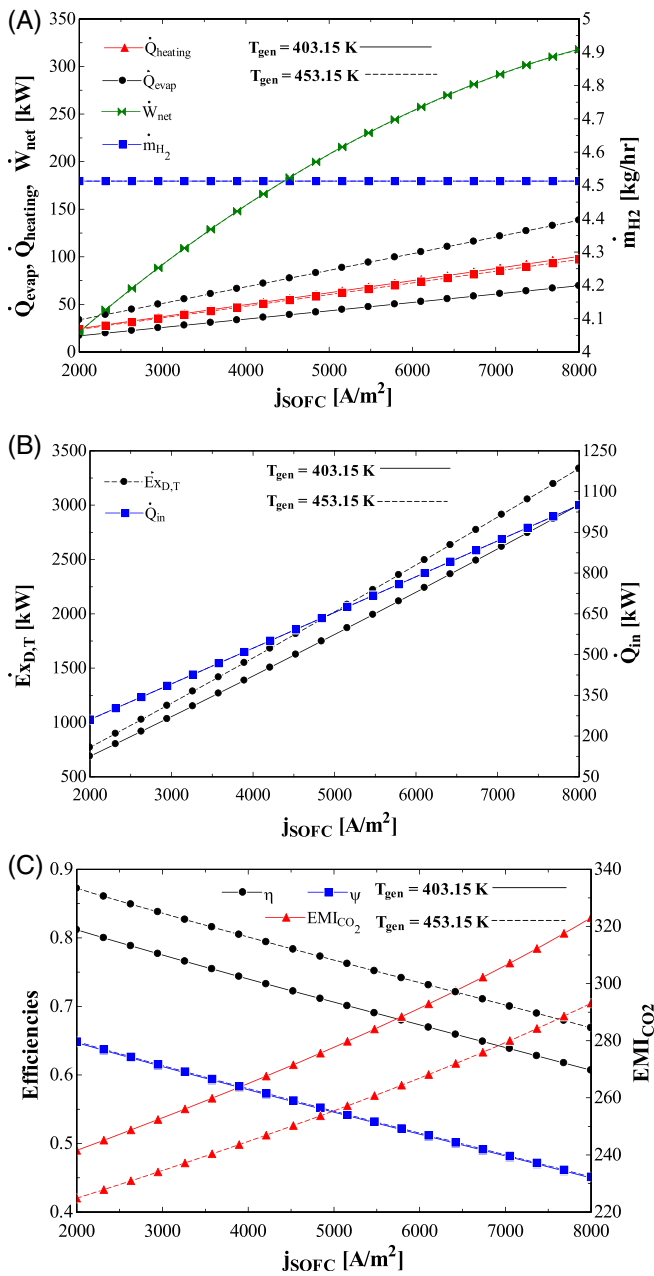 (A)
Q̇heating
Q̇evap
Ẇnet
ṁH2
Tgen = 403.15 K
Tgen = 453.15 K
350
300
250
200
150
100
50
0
Q̇evap, Q̇heating, Ẇnet [kW]
5
4.9
4.8
4.7
4.6
4.5
4.4
4.3
4.2
4.1
4
ṁH2 [kg/hr]
2000 3000 4000 5000 6000 7000 8000
jSOFC [A/m²]
(B)
ĖxD,T
Q̇in
Tgen = 403.15 K
Tgen = 453.15 K
3500
3000
2500
2000
1500
1000
500
ĖxD,T [kW]
1250
1100
950
800
650
500
350
200
50
Q̇in [kW]
2000 3000 4000 5000 6000 7000 8000
jSOFC [A/m²]
(C)
η ψ
EMICO2
Tgen = 403.15 K
Tgen = 453.15 K
0.9
0.8
0.7
0.6
0.5
0.4
Efficiencies
340
320
300
280
260
240
220
EMICO2
2000 3000 4000 5000 6000 7000 8000
jSOFC [A/m²]